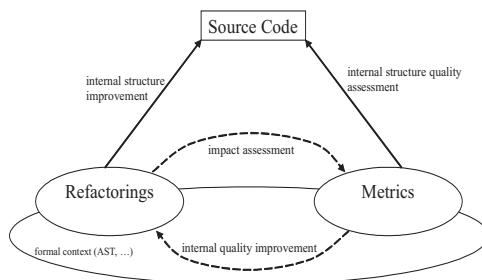 Source Code
internal structure
improvement
internal structure quality
assessment
impact assessment
Refactorings
Metrics
formal context (AST, ...)
internal quality improvement